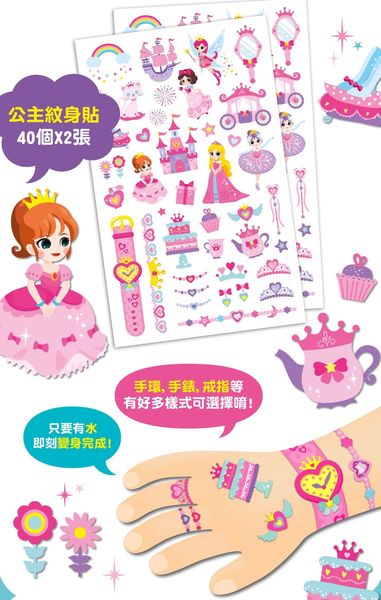 公主紋身貼
40個X2張
手環, 手錶, 戒指等
有好多樣式可選擇唷!
只要有水
即刻變身完成!